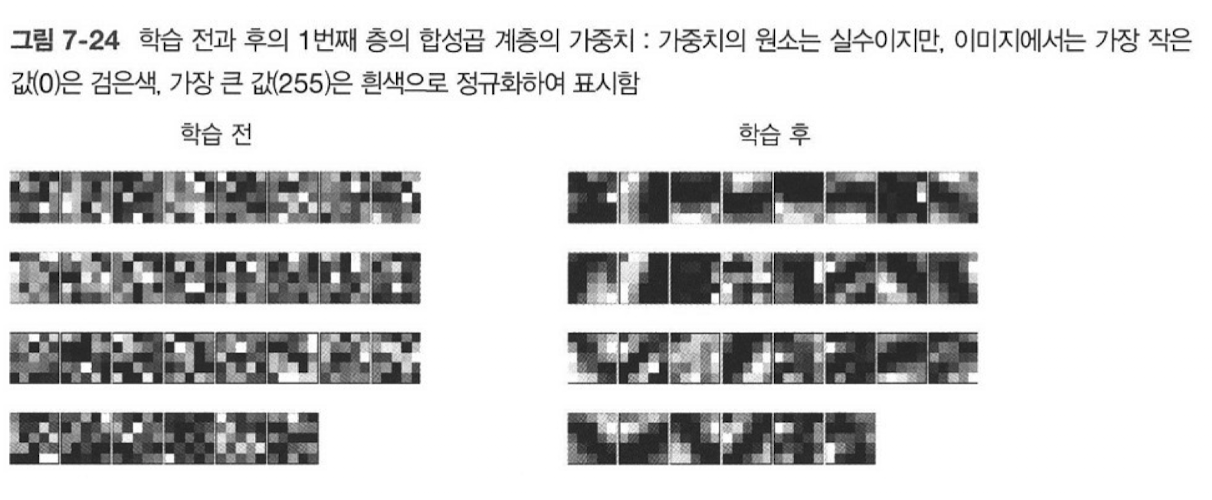 그림 7-24 학습 전과 후의 1번째 층의 합성곱 계층의 가중치 : 가중치의 원소는 실수이지만, 이미지에서는 가장 작은
값(0)은 검은색, 가장 큰 값(255)은 흰색으로 정규화하여 표시함
학습 전
학습 후